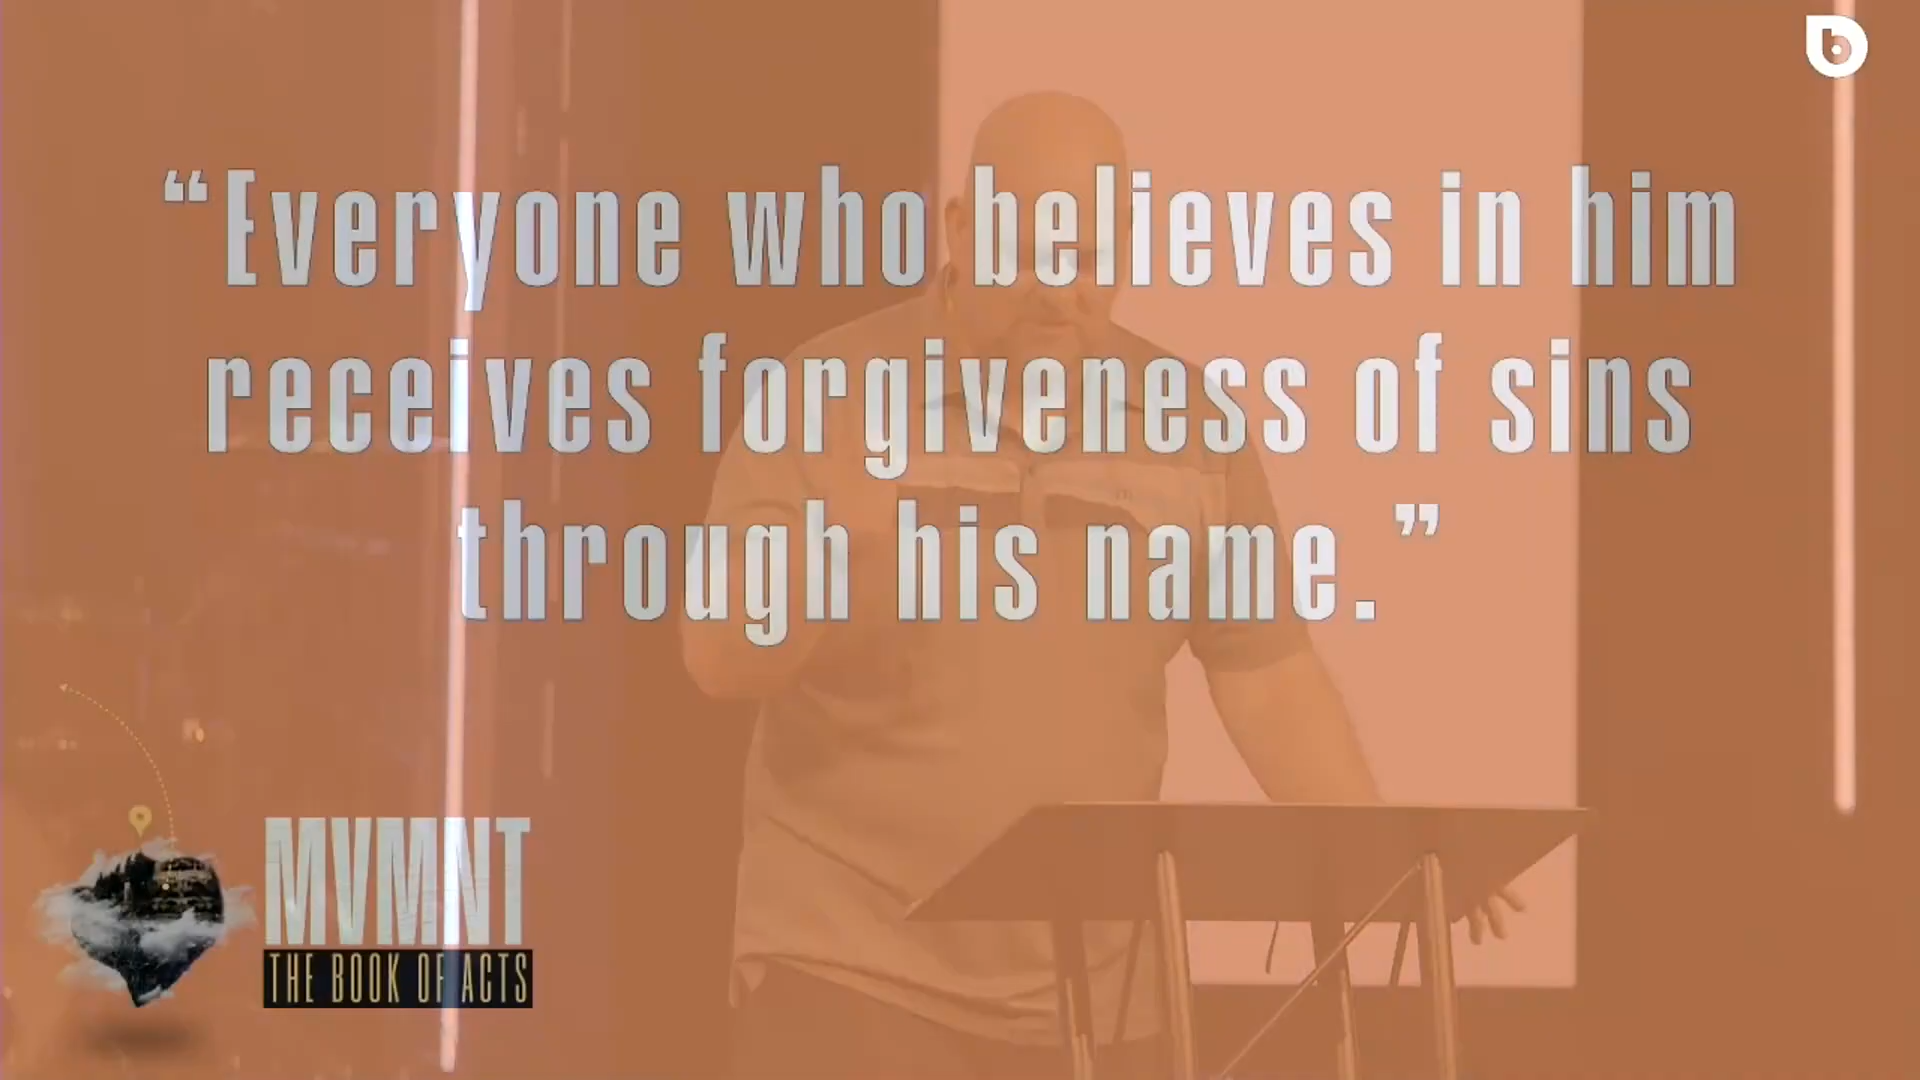 “Everyone who believes in him
receives forgiveness of sins
through his name.”
MVMNT
THE BOOK OF ACTS